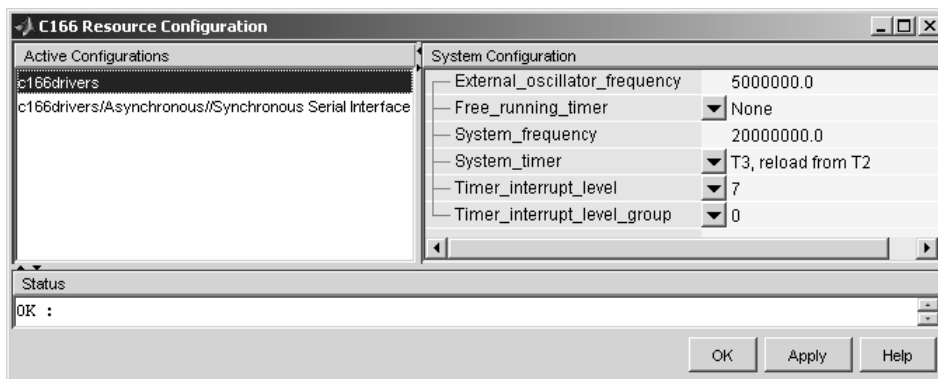 C166 Resource Configuration
Active Configurations
c166drivers
c166drivers/Asynchronous//Synchronous Serial Interface
System Configuration
External_oscillator_frequency 5000000.0
Free_running_timer None
System_frequency 20000000.0
System_timer T3, reload from T2
Timer_interrupt_level 7
Timer_interrupt_level_group 0
Status
OK :
OK Apply Help